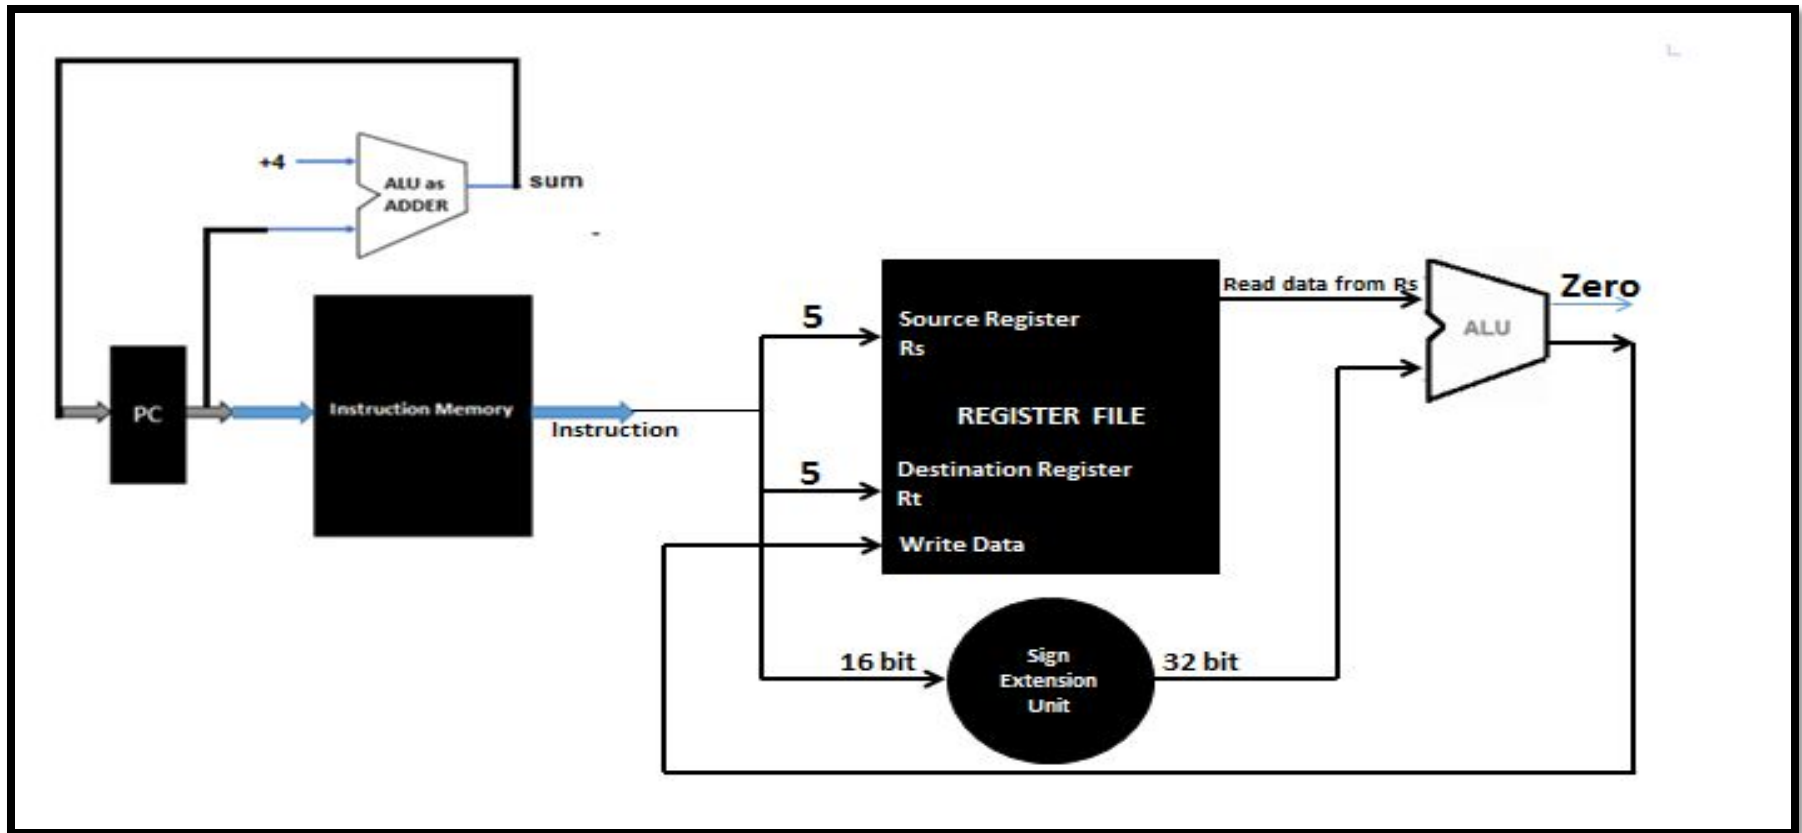 +4
ALU as
ADDER
sum
PC
Instruction Memory
Instruction
5
Source Register
Rs
REGISTER FILE
5
Destination Register
Rt
Write Data
Read data from Rs
Zero
ALU
16 bit
Sign
Extension
Unit
32 bit